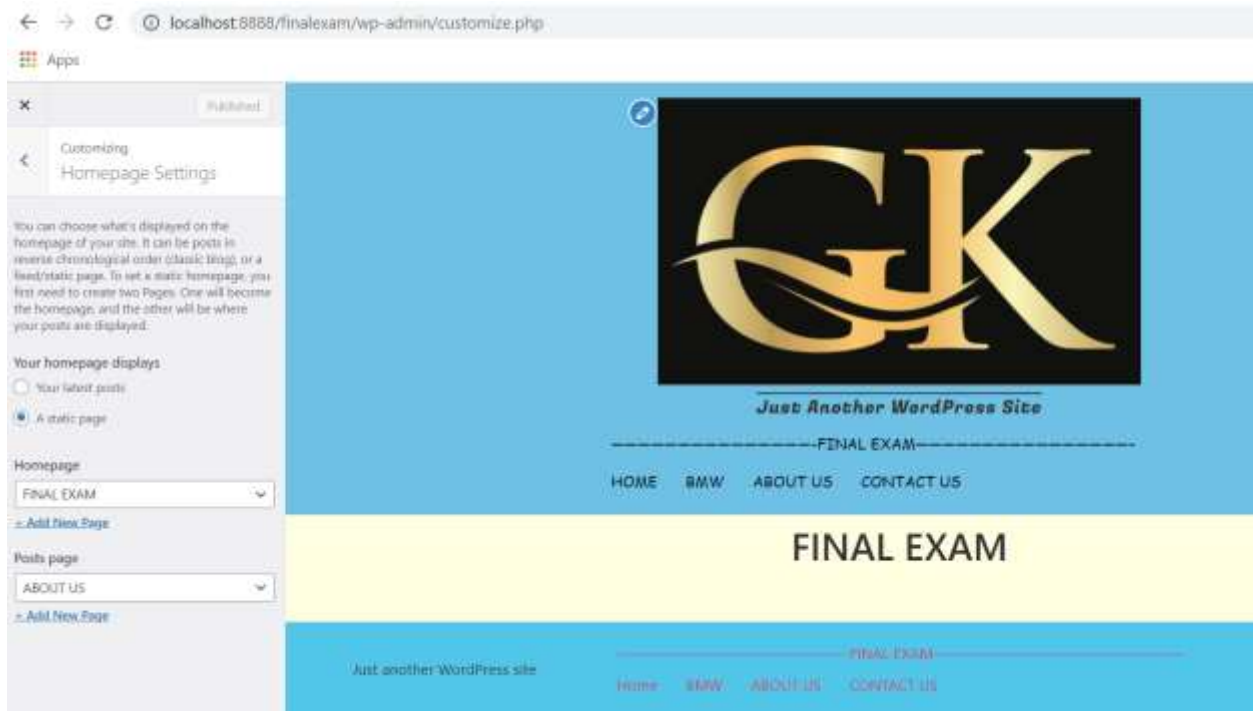 localhost:8888/finalexam/wp-admin/customize.php
Apps
Published
Customizing
Homepage Settings
You can choose what's displayed on the
homepage of your site. It can be posts in
reverse chronological order (classic blog), or a
fixed/static page. To set a static homepage, you
first need to create two Pages. One will become
the homepage, and the other will be where
your posts are displayed.
Your homepage displays
Your latest posts
A static page
Homepage
FINAL EXAM
+ Add New Page
Posts page
ABOUT US
+ Add New Page
GK
Just Another WordPress Site
FINAL EXAM
HOME BMW ABOUT US CONTACT US
FINAL EXAM
Just another WordPress site
FINAL EXAM
Home BMW ABOUT US CONTACT US